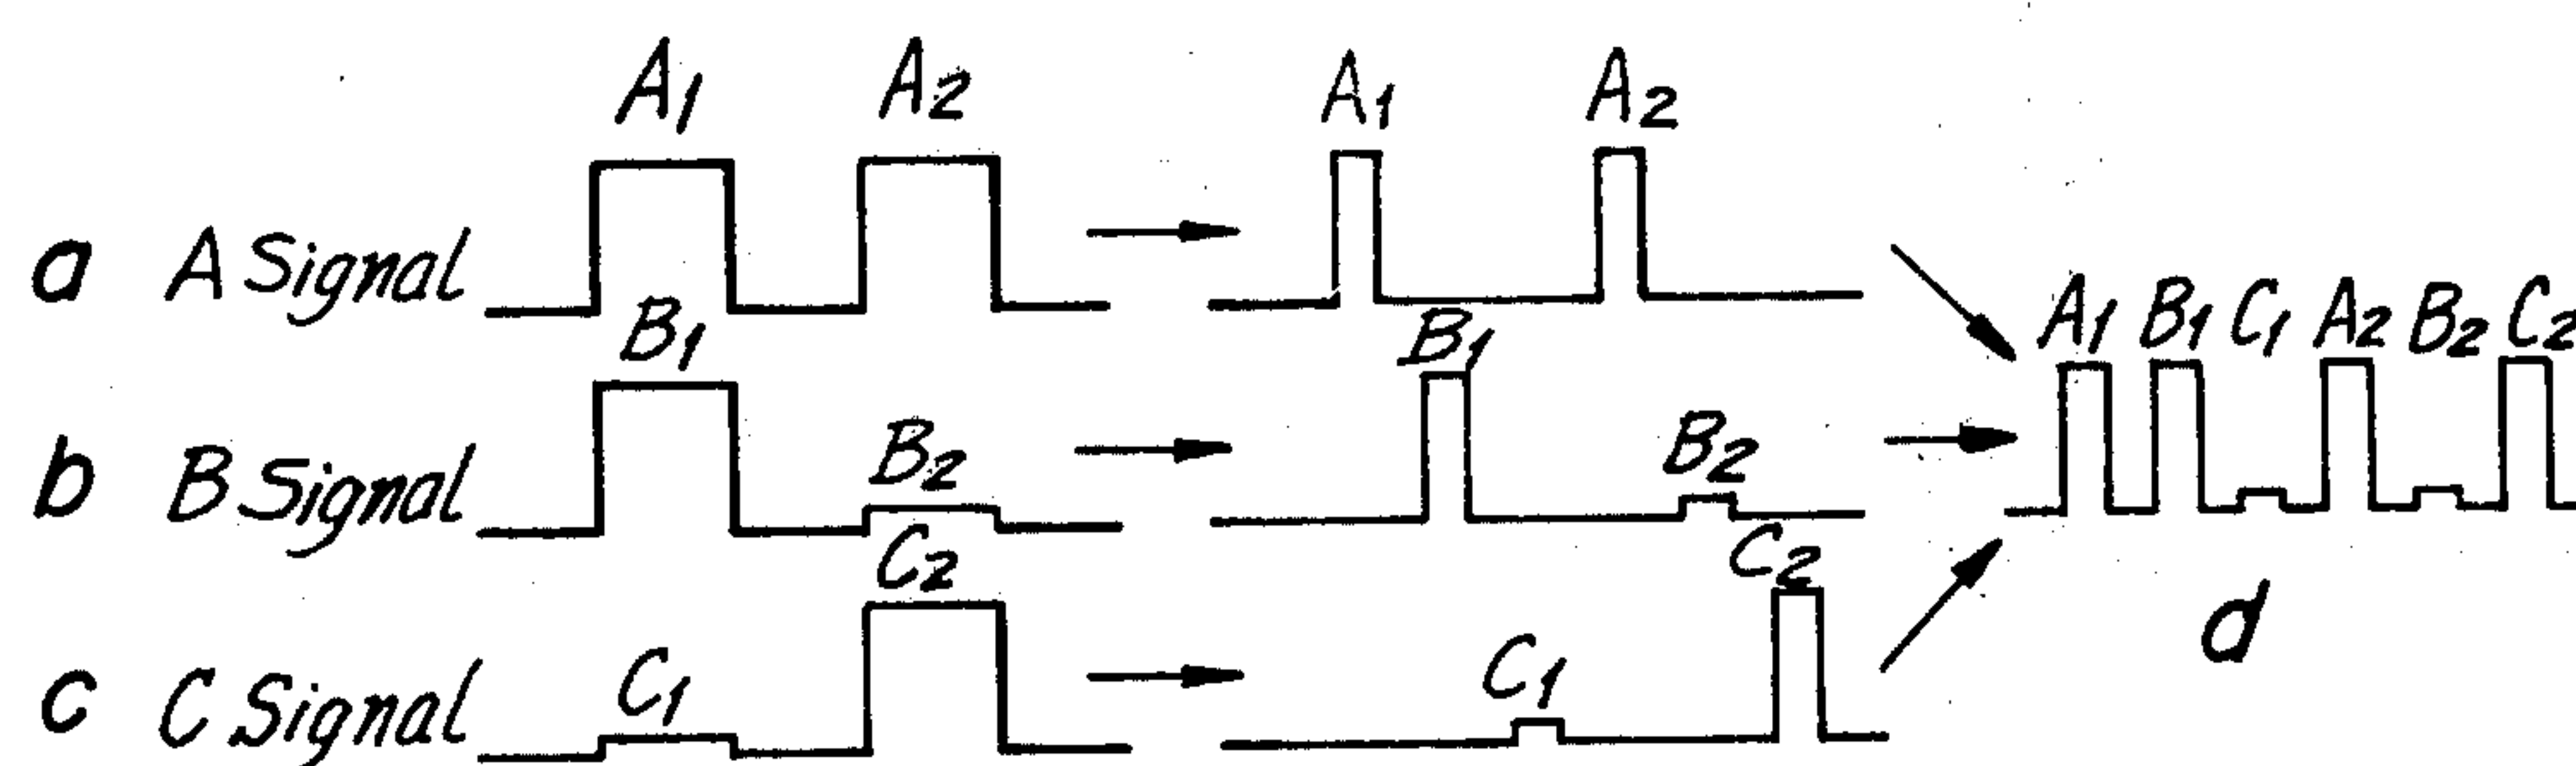 A1 A2 A1 A2
a A Signal
B1 B1 A1 B1 C1 A2 B2 C2
b B Signal B2 B2
C2 C2
c C Signal C1 C1 d